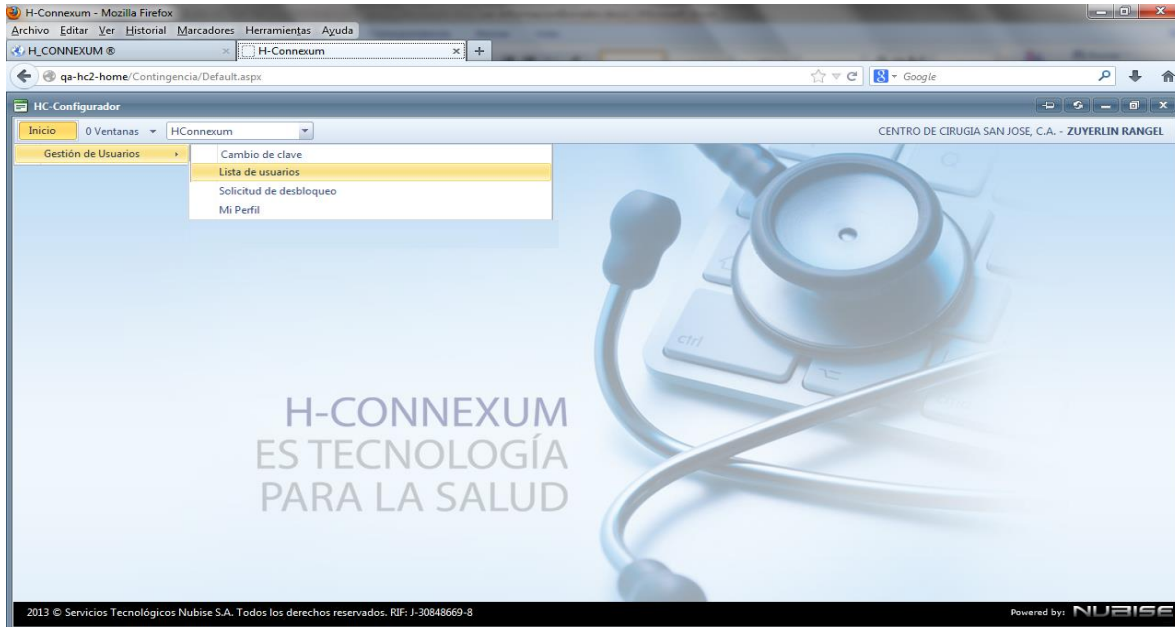 H-Connexum - Mozilla Firefox
Archivo Editar Ver Historial Marcadores Herramientas Ayuda
H_CONNEXUM ® × H-Connexum × +
qa-hc2-home/Contingencia/Default.aspx Google
HC-Configurador
Inicio 0 Ventanas HConnexum CENTRO DE CIRUGIA SAN JOSE, C.A. - ZUYERLIN RANGEL
Gestión de Usuarios Cambio de clave
Lista de usuarios
Solicitud de desbloqueo
Mi Perfil
ctrl
H-CONNEXUM
ES TECNOLOGÍA
PARA LA SALUD
2013 © Servicios Tecnológicos Nubise S.A. Todos los derechos reservados. RIF: J-30848669-8 Powered by: NUBISE